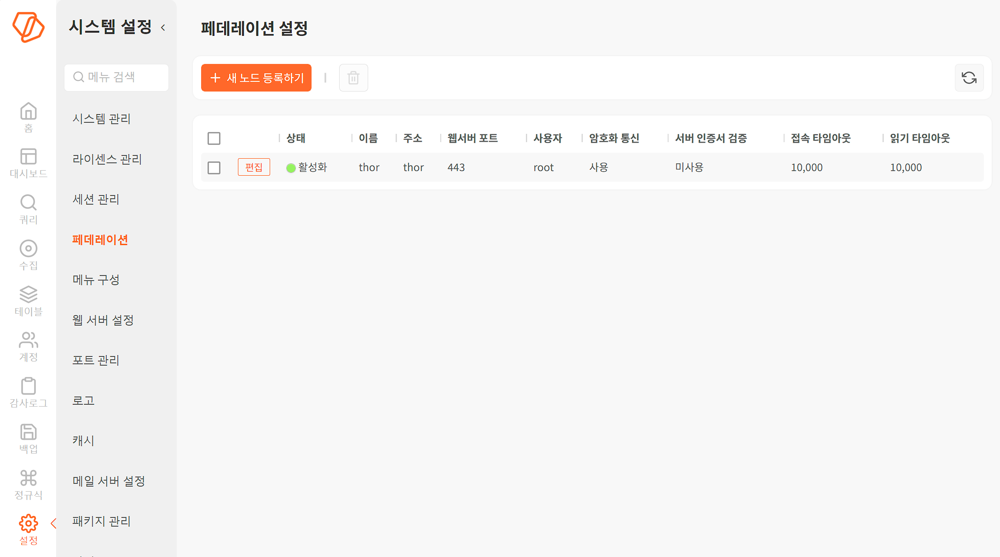 시스템 설정
메뉴 검색
홈
대시보드
쿼리
수집
테이블
계정
감사로그
백업
정규식
설정
시스템 관리
라이센스 관리
세션 관리
페데레이션
메뉴 구성
웹 서버 설정
포트 관리
로고
캐시
메일 서버 설정
패키지 관리
페데레이션 설정
새 노드 등록하기
상태 이름 주소 웹서버 포트 사용자 암호화 통신 서버 인증서 검증 접속 타임아웃 읽기 타임아웃
편집 활성화 thor thor 443 root 사용 미사용 10,000 10,000